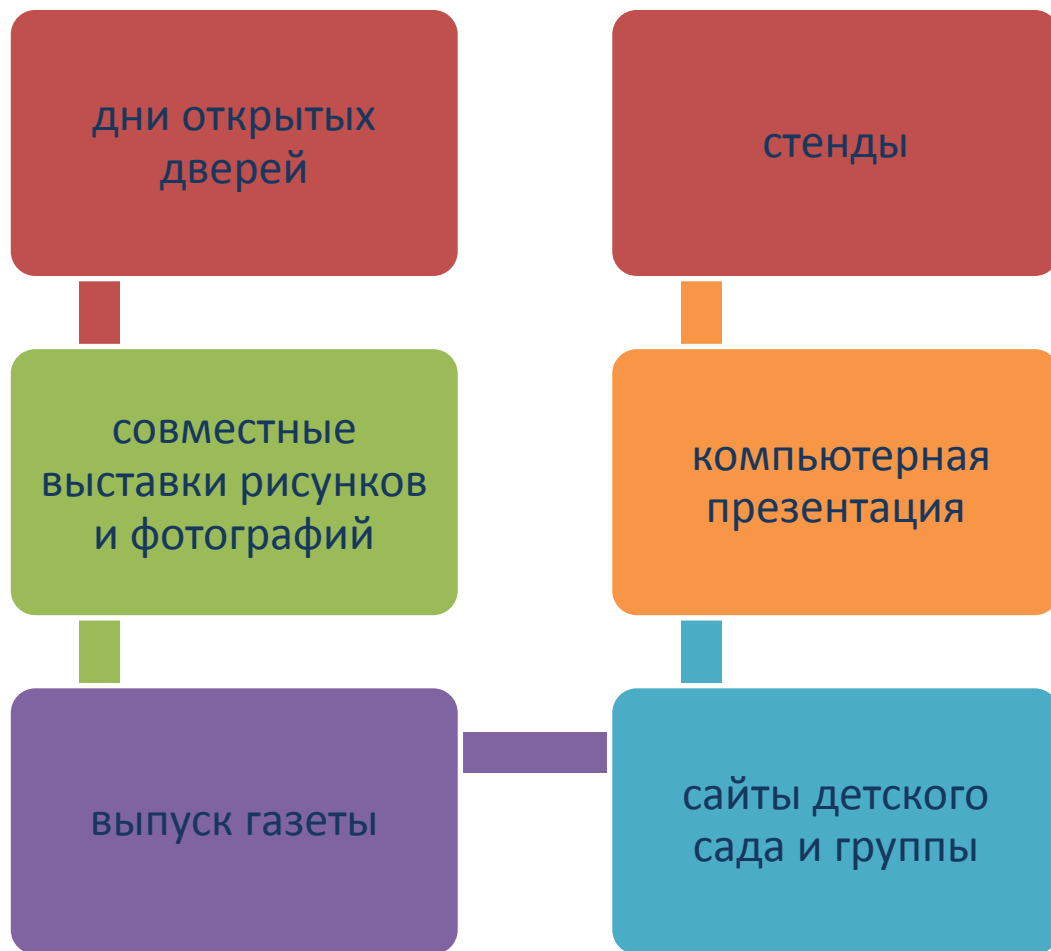 дни открытых
дверей
совместные
выставки рисунков
и фотографий
выпуск газеты
сайты детского
сада и группы
компьютерная
презентация
стенды